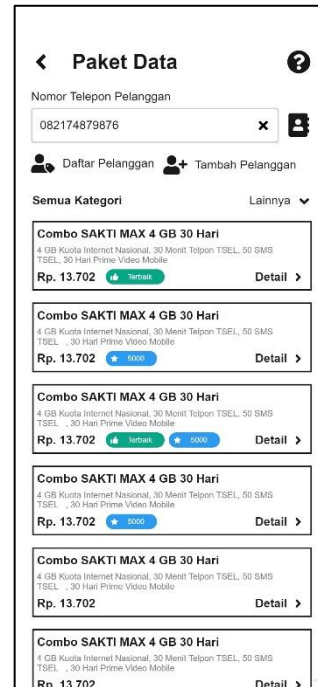 Paket Data
Nomor Telepon Pelanggan
082174879876
Daftar Pelanggan Tambah Pelanggan
Semua Kategori Lainnya
Combo SAKTI MAX 4 GB 30 Hari
4 GB Kuota Internet Nasional, 30 Menit Telpon TSEL, 50 SMS
TSEL, 30 Hari Prime Video Mobile
Rp. 13.702 Terbaik Detail
Combo SAKTI MAX 4 GB 30 Hari
4 GB Kuota Internet Nasional, 30 Menit Telpon TSEL, 50 SMS
TSEL , 30 Hari Prime Video Mobile
Rp. 13.702 5000 Detail
Combo SAKTI MAX 4 GB 30 Hari
4 GB Kuota Internet Nasional, 30 Menit Telpon TSEL, 50 SMS
TSEL , 30 Hari Prime Video Mobile
Rp. 13.702 Terbaik 5000 Detail
Combo SAKTI MAX 4 GB 30 Hari
4 GB Kuota Internet Nasional, 30 Menit Telpon TSEL, 50 SMS
TSEL , 30 Hari Prime Video Mobile
Rp. 13.702 5000 Detail
Combo SAKTI MAX 4 GB 30 Hari
4 GB Kuota Internet Nasional, 30 Menit Telpon TSEL, 50 SMS
TSEL , 30 Hari Prime Video Mobile
Rp. 13.702 Detail
Combo SAKTI MAX 4 GB 30 Hari
4 GB Kuota Internet Nasional, 30 Menit Telpon TSEL, 50 SMS
TSEL , 30 Hari Prime Video Mobile
Rp. 13.702 Detail